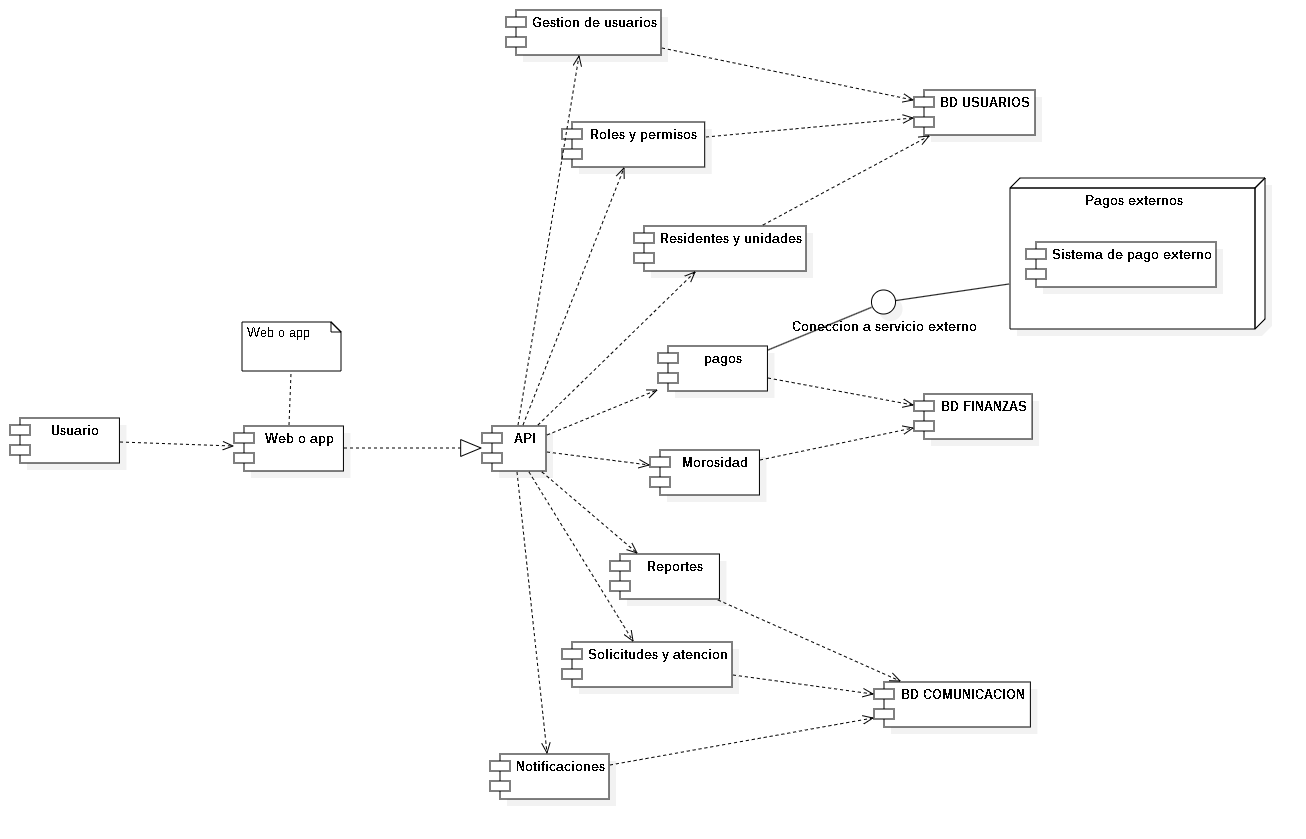 Gestion de usuarios
BD USUARIOS
Roles y permisos
Pagos externos
Residentes y unidades
Sistema de pago externo
Coneccion a servicio externo
Web o app
pagos
BD FINANZAS
Usuario
Web o app
API
Morosidad
Reportes
Solicitudes y atencion
BD COMUNICACION
Notificaciones